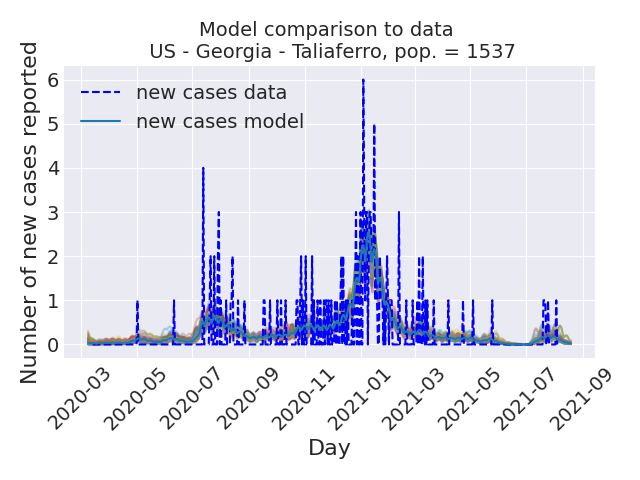 Model comparison to data
US - Georgia - Taliaferro, pop. = 1537
Number of new cases reported
6
5
4
3
2
1
0
new cases data
new cases model
2020-03
2020-05
2020-07
2020-09
2020-11
2021-01
2021-03
2021-05
2021-07
2021-09
Day